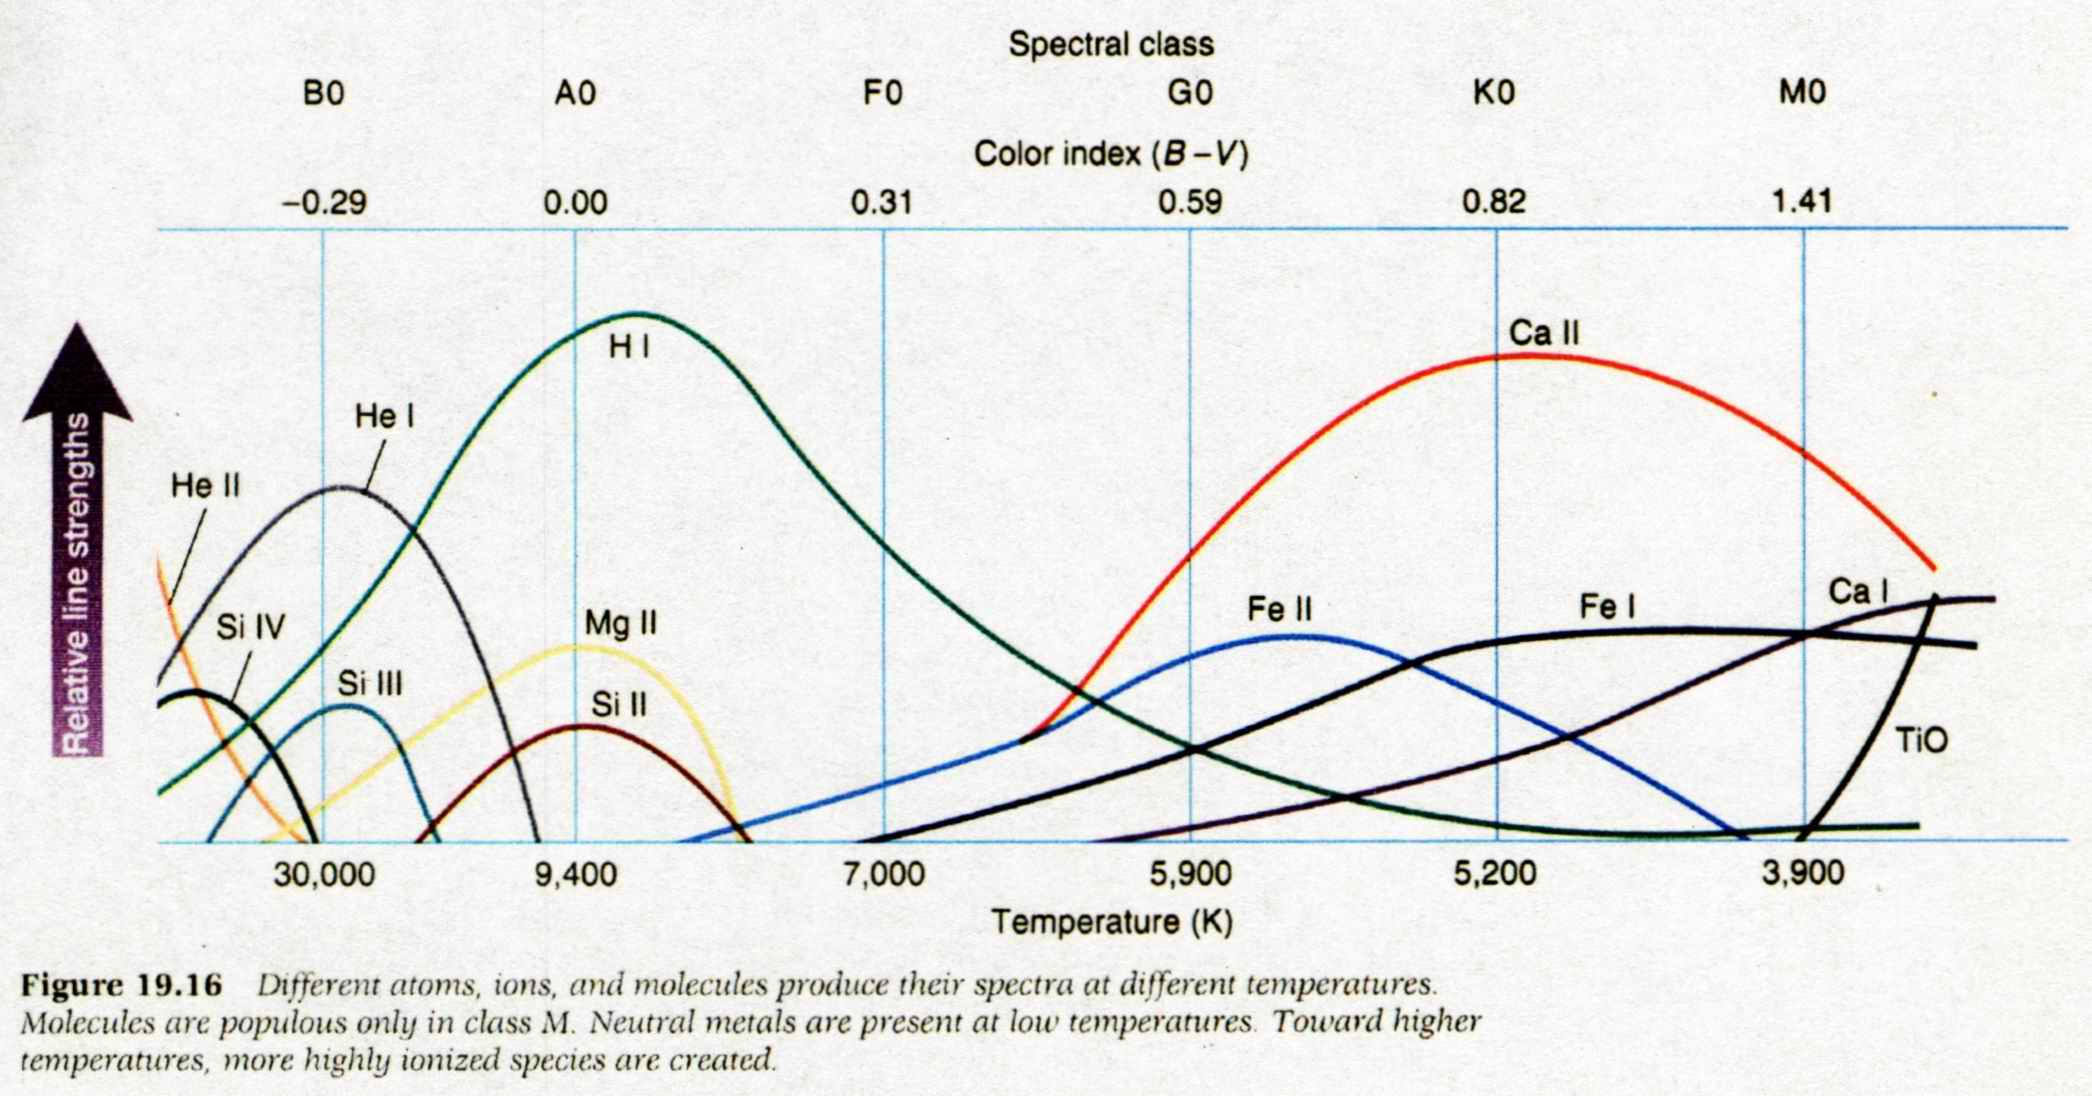 Spectral class
B0 A0 F0 G0 K0 M0
Color index (B–V)
–0.29 0.00 0.31 0.59 0.82 1.41
Relative line strengths
H I
Ca II
He I
He II
Si IV
Mg II
Fe II
Fe I
Ca I
Si III
Si II
TiO
30,000 9,400 7,000 5,900 5,200 3,900
Temperature (K)
Figure 19.16 Different atoms, ions, and molecules produce their spectra at different temperatures.
Molecules are populous only in class M. Neutral metals are present at low temperatures. Toward higher
temperatures, more highly ionized species are created.